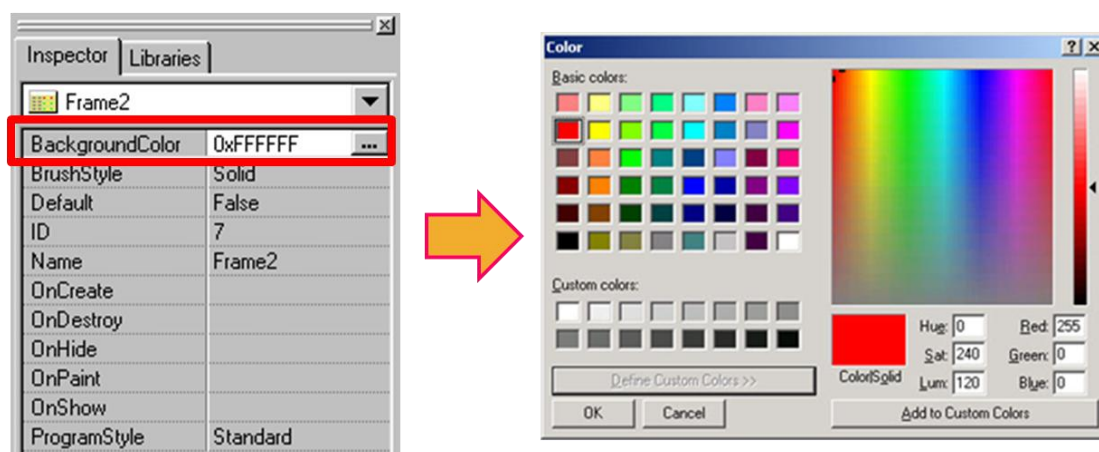 Inspector Libraries
Frame2
BackgroundColor 0xFFFFFF ...
BrushStyle Solid
Default False
ID 7
Name Frame2
OnCreate
OnDestroy
OnHide
OnPaint
OnShow
ProgramStyle Standard
Color
Basic colors:
Custom colors:
Define Custom Colors >>
OK Cancel
Color|Solid
Hue: 0 Red: 255
Sat: 240 Green: 0
Lum: 120 Blue: 0
Add to Custom Colors